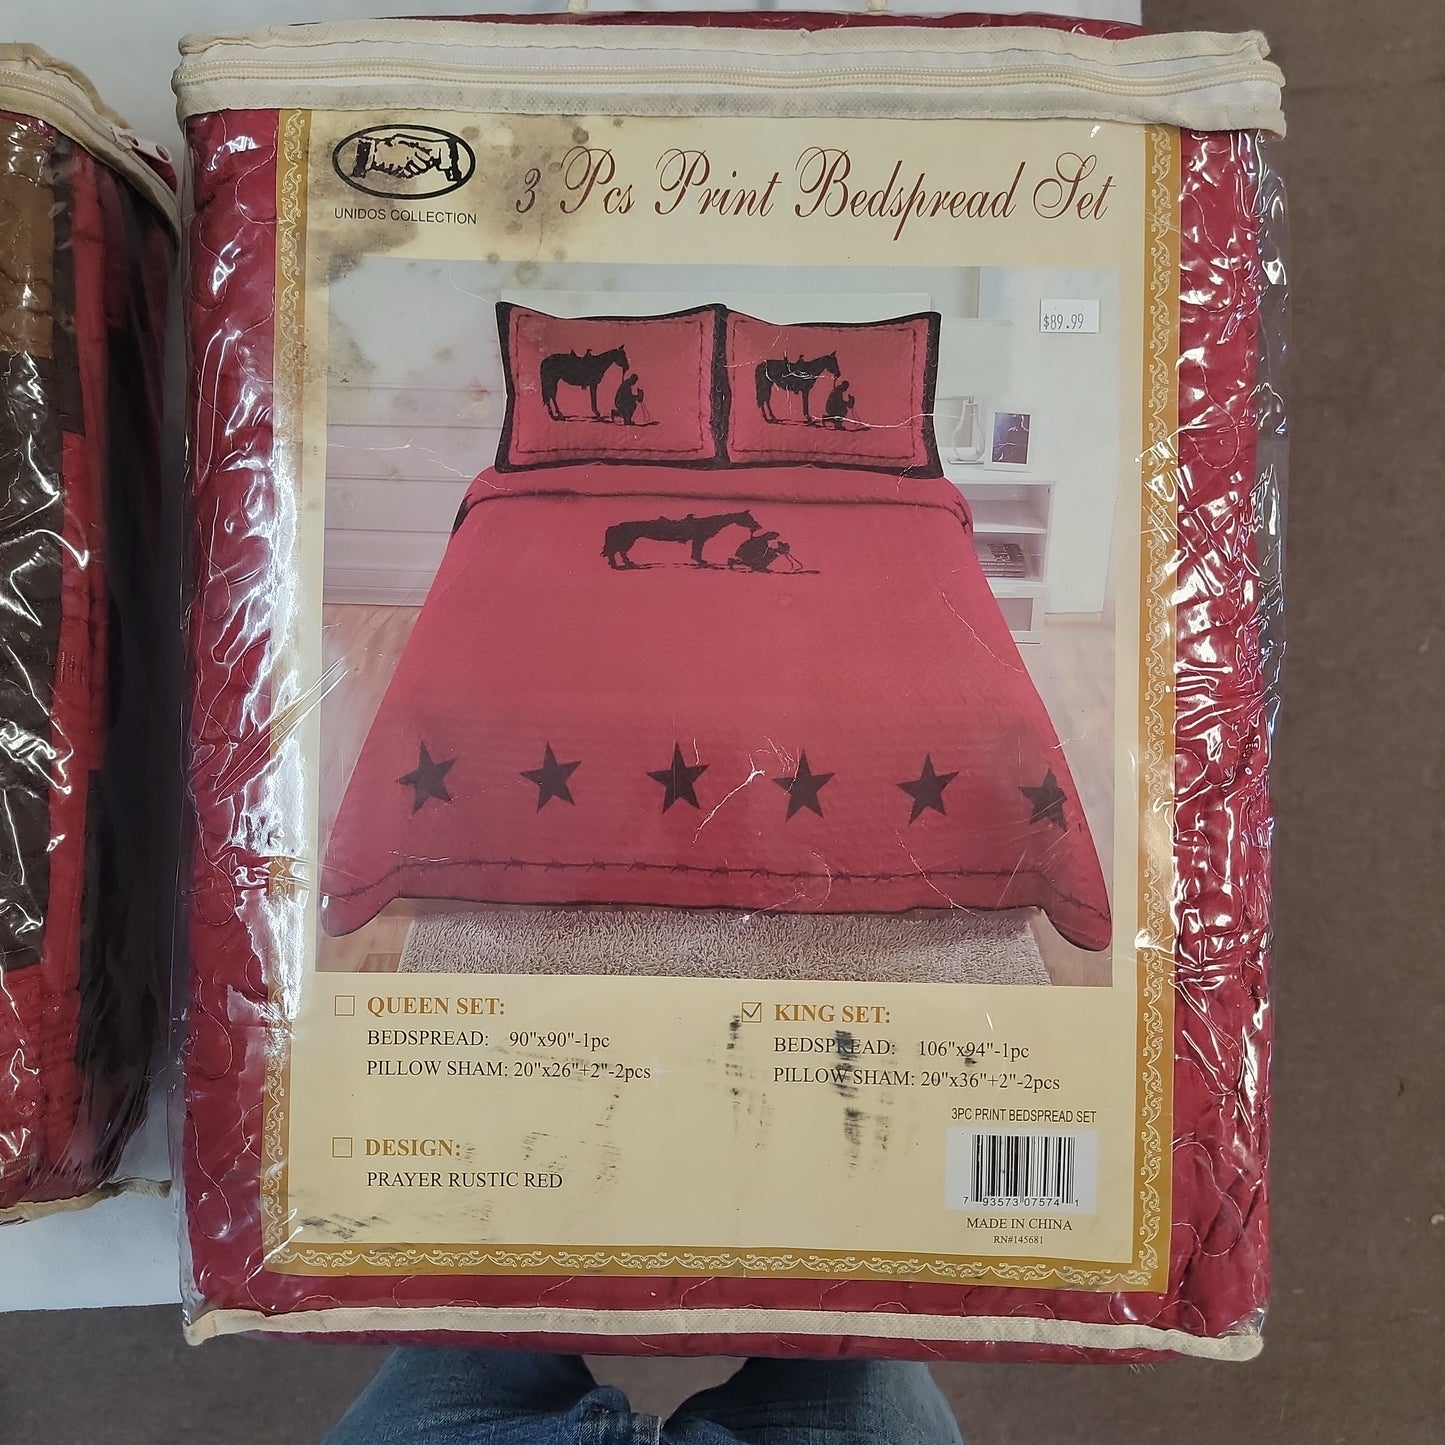 3 Pcs Print Bedspread Set
UNIDOS COLLECTION
$89.99
QUEEN SET:
BEDSPREAD: 90"x90"-1pc
PILLOW SHAM: 20"x26"+2"-2pcs
KING SET:
BEDSPREAD: 106"x94"-1pc
PILLOW SHAM: 20"x36"+2"-2pcs
3PC PRINT BEDSPREAD SET
DESIGN:
PRAYER RUSTIC RED
7 93573 07574 1
MADE IN CHINA
RN#145681